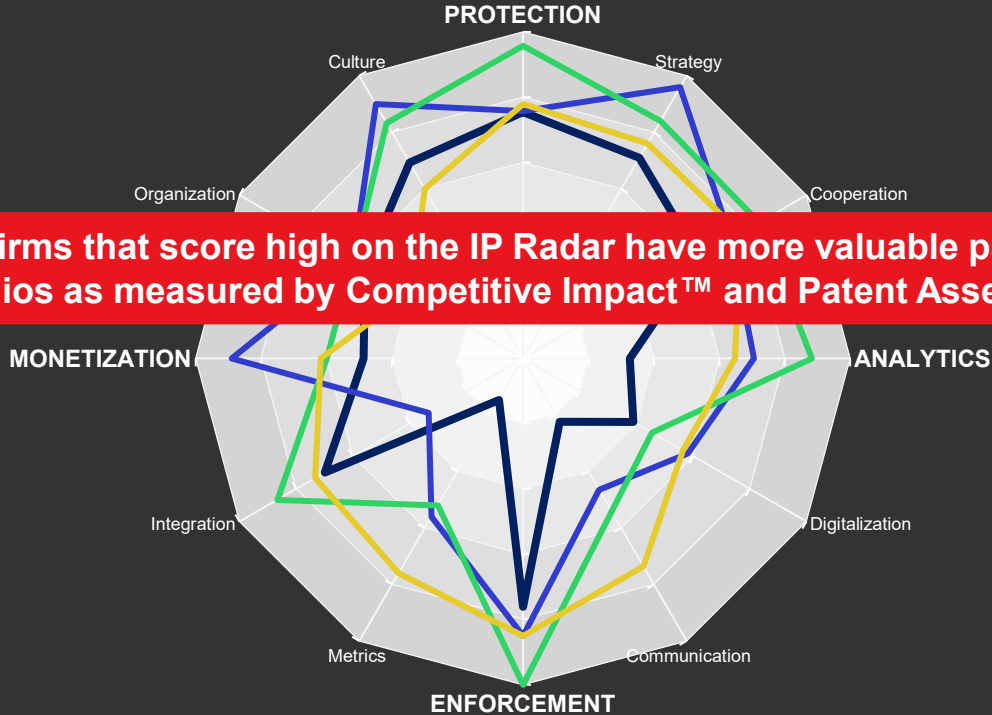 PROTECTION
Culture
Strategy
Organization
Cooperation
irms that score high on the IP Radar have more valuable p
ios as measured by Competitive Impact™ and Patent Asse
MONETIZATION
ANALYTICS
Integration
Digitalization
Metrics
Communication
ENFORCEMENT